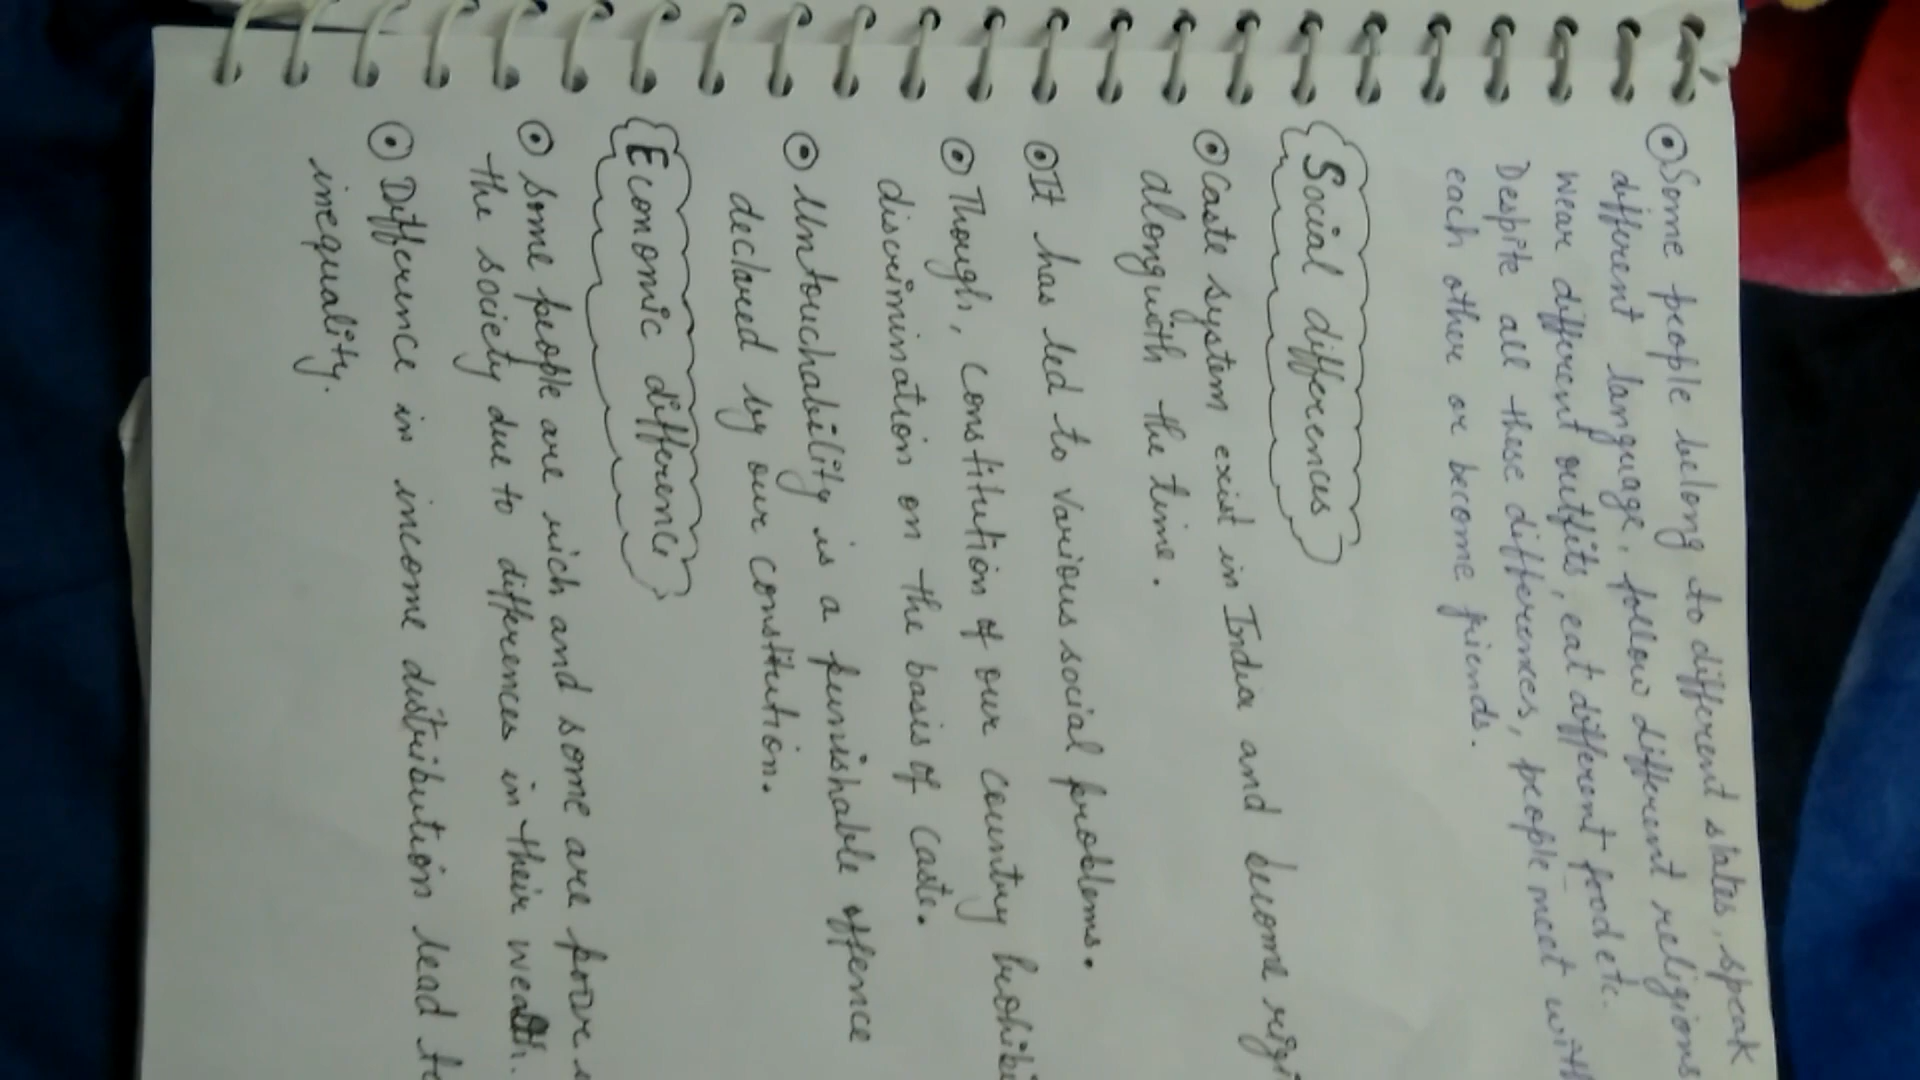 Some people belong to different states, speak
different language, follow different religions
wear different outfits, eat different food etc.
Despite all these differences, people meet with
each other or become friends.
Social differences
Caste system exist in India and become rigi
alongwith the time.
It has led to various social problems.
Though, constitution of our country prohibi
discrimination on the basis of caste.
Untouchability is a punishable offence
declared by our constitution.
Economic difference
Some people are rich and some are poor
the society due to differences in their wealth.
Difference in income distribution lead to
inequality.